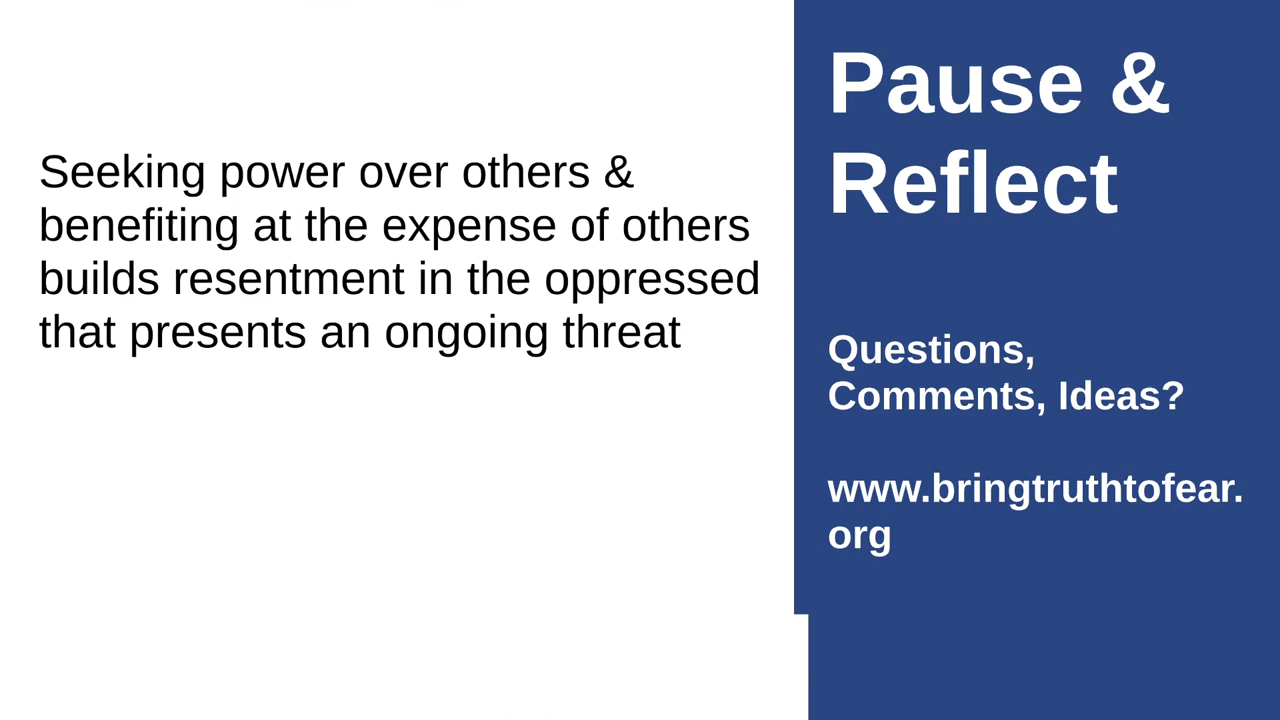 Seeking power over others &
benefiting at the expense of others
builds resentment in the oppressed
that presents an ongoing threat
Pause &
Reflect
Questions,
Comments, Ideas?
www.bringtruthtofear.
org